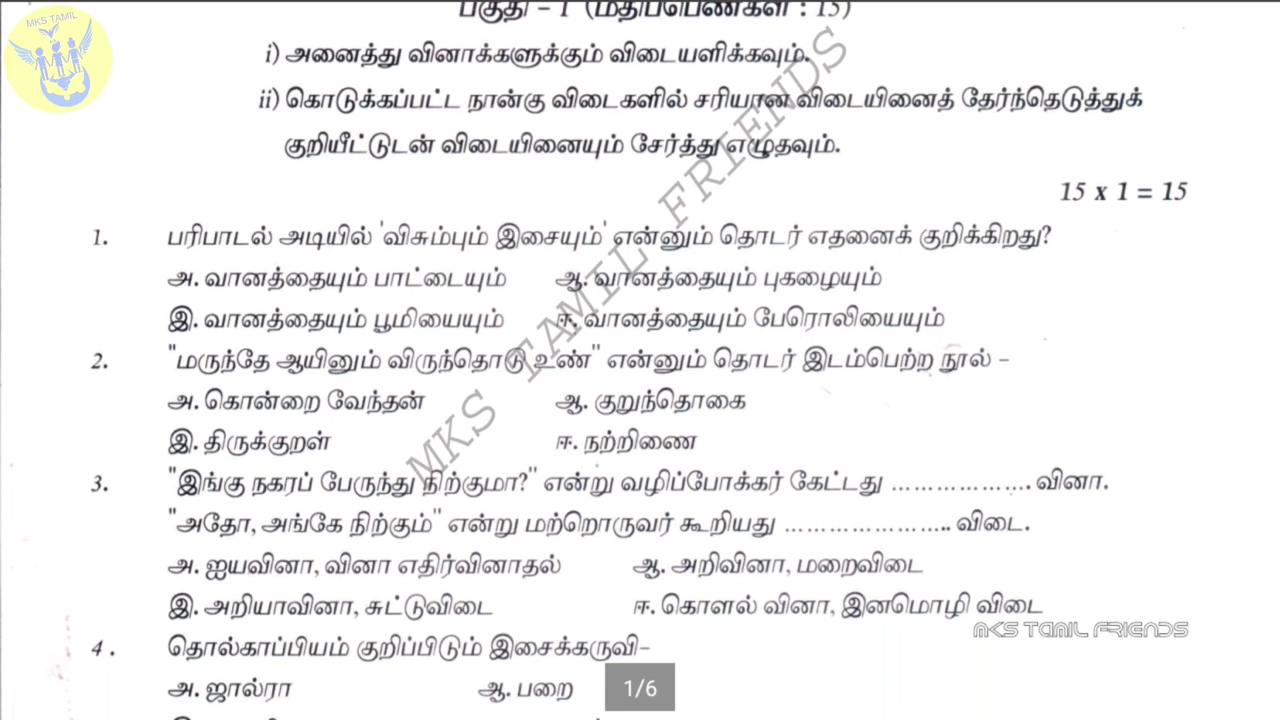 MKS TAMIL
பகுதி – I (மதிப்பெண்கள் : 15)
i) அனைத்து வினாக்களுக்கும் விடையளிக்கவும்.
ii) கொடுக்கப்பட்ட நான்கு விடைகளில் சரியான விடையினைத் தேர்ந்தெடுத்துக்
குறியீட்டுடன் விடையினையும் சேர்த்து எழுதவும்.
15 x 1 = 15
1. பரிபாடல் அடியில் 'விசும்பும் இசையும்' என்னும் தொடர் எதனைக் குறிக்கிறது?
அ. வானத்தையும் பாட்டையும் ஆ. வானத்தையும் புகழையும்
இ. வானத்தையும் பூமியையும் ஈ. வானத்தையும் பேரொலியையும்
2. "மருந்தே ஆயினும் விருந்தொடு உண்" என்னும் தொடர் இடம்பெற்ற நூல் –
அ. கொன்றை வேந்தன் ஆ. குறுந்தொகை
இ. திருக்குறள் ஈ. நற்றிணை
3. "இங்கு நகரப் பேருந்து நிற்குமா?" என்று வழிப்போக்கர் கேட்டது ………………. வினா.
"அதோ, அங்கே நிற்கும்" என்று மற்றொருவர் கூறியது ………………….. விடை.
அ. ஐயவினா, வினா எதிர்வினாதல் ஆ. அறிவினா, மறைவிடை
இ. அறியாவினா, சுட்டுவிடை ஈ. கொளல் வினா, இனமொழி விடை
MKS TAMIL FRIENDS
4 . தொல்காப்பியம் குறிப்பிடும் இசைக்கருவி–
அ. ஜால்ரா ஆ. பறை
1/6
MKS TAMIL FRIENDS